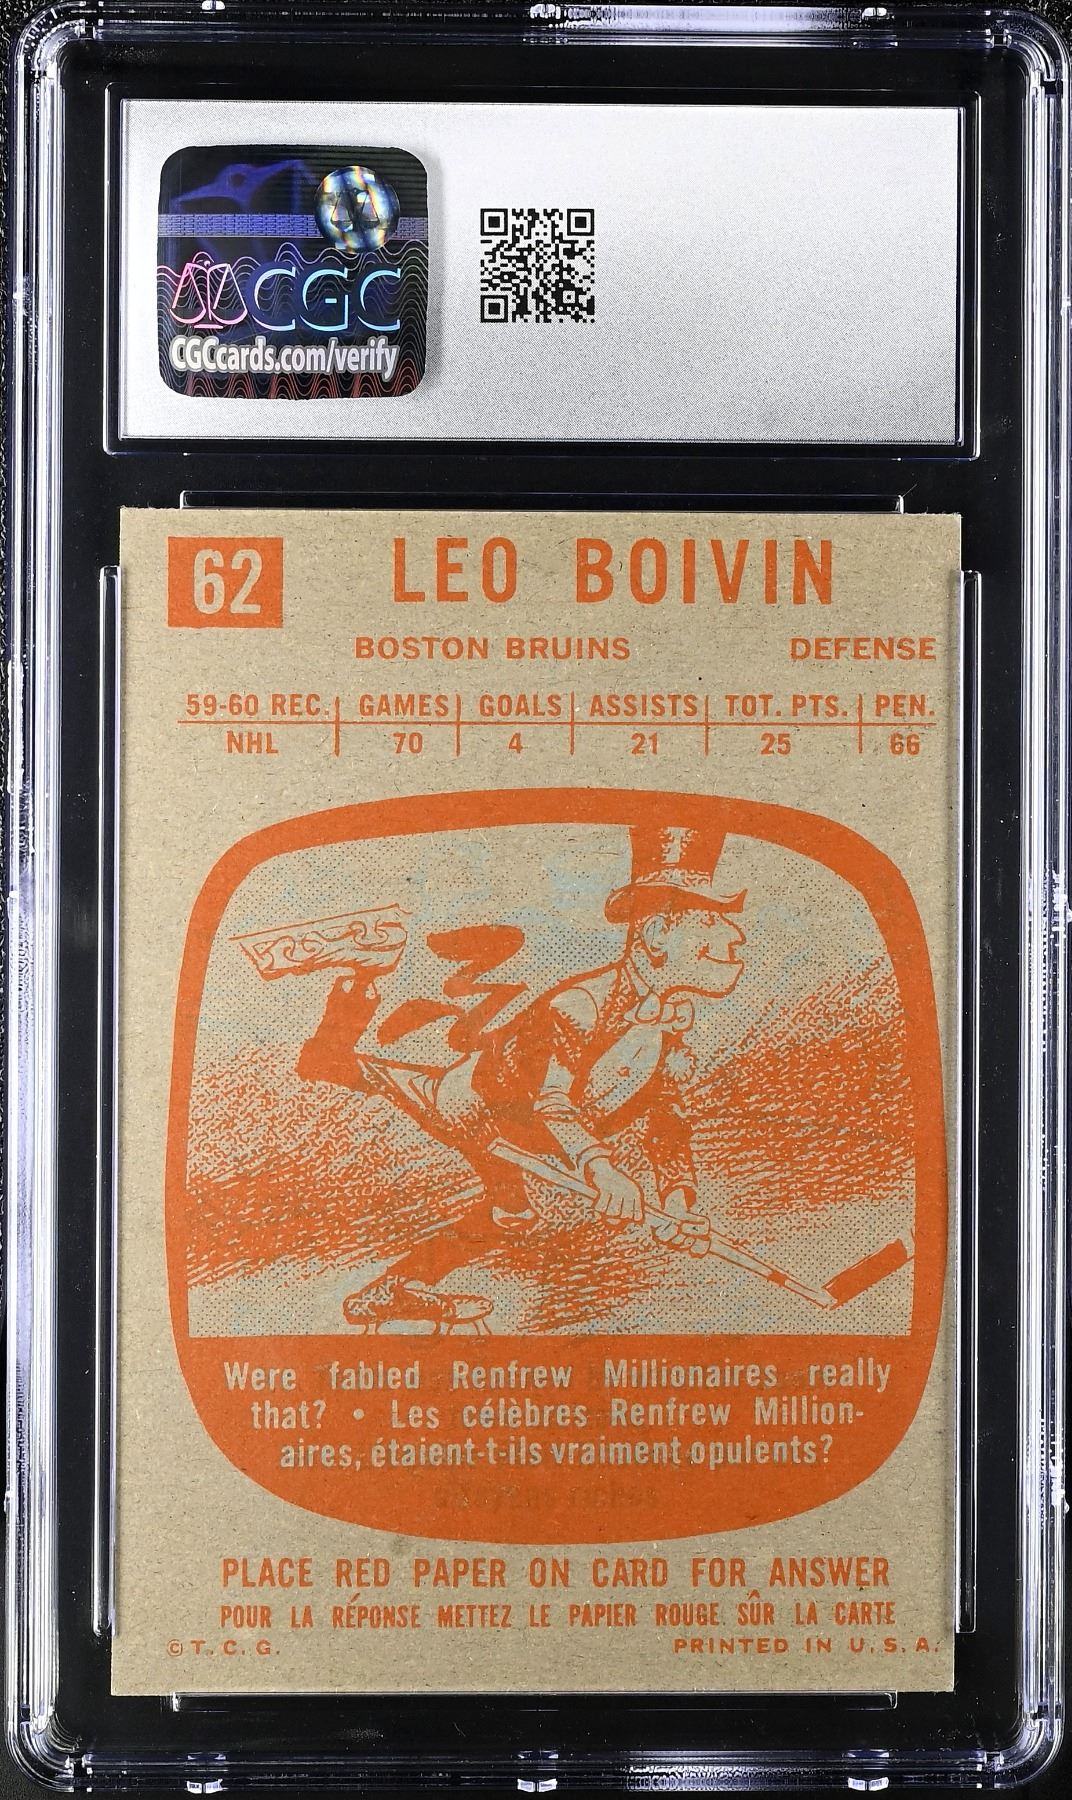 CGC
CGCcards.com/verify
62
LEO BOIVIN
BOSTON BRUINS DEFENSE
59-60 REC. GAMES GOALS ASSISTS TOT. PTS. PEN.
NHL 70 4 21 25 66
Were fabled Renfrew Millionaires really
that? • Les célèbres Renfrew Million-
aires, étaient-t-ils vraiment opulents?
PLACE RED PAPER ON CARD FOR ANSWER
POUR LA RÉPONSE METTEZ LE PAPIER ROUGE SÛR LA CARTE
© T. C. G. PRINTED IN U. S. A.